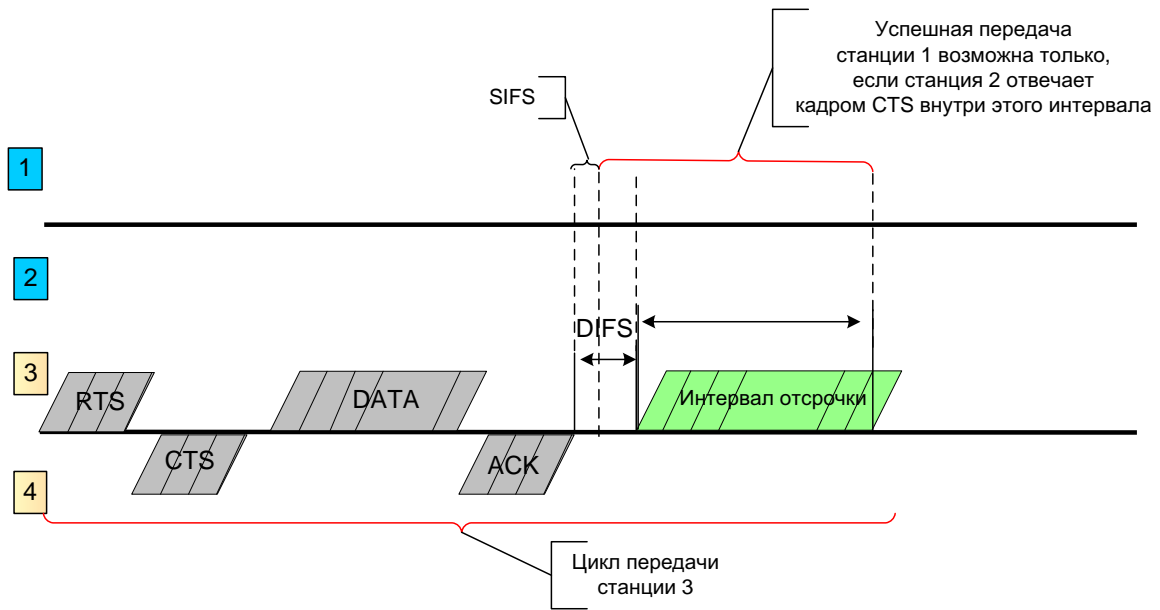 Успешная передача
станции 1 возможна только,
если станция 2 отвечает
кадром CTS внутри этого интервала
SIFS
1
2
DIFS
3
RTS
DATA
Интервал отсрочки
CTS
ACK
4
Цикл передачи
станции 3